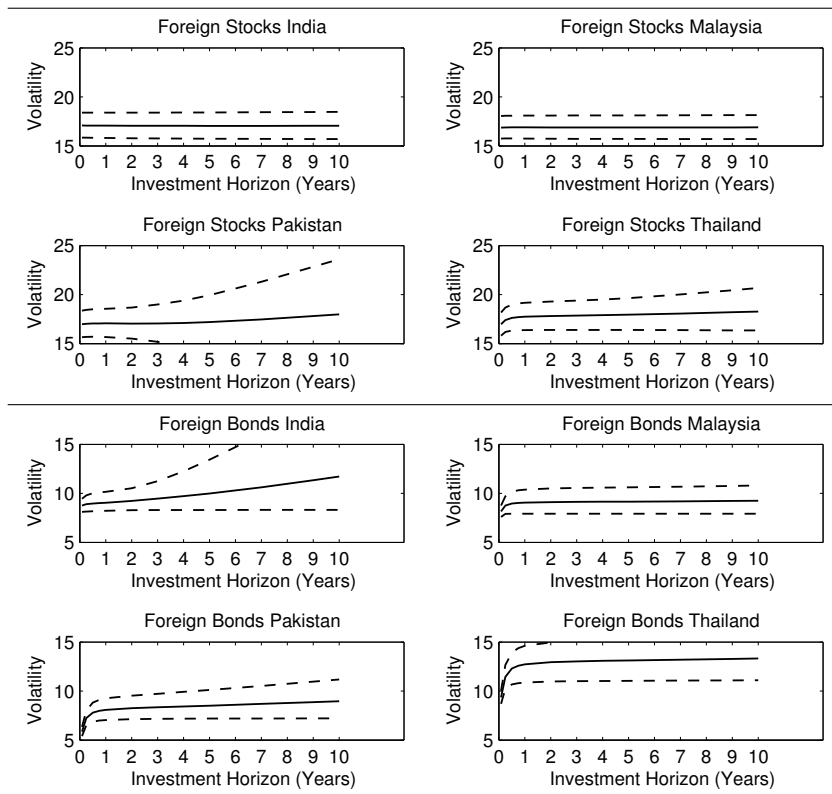 Foreign Stocks India
25
20
15
Volatility
0 1 2 3 4 5 6 7 8 9 10
Investment Horizon (Years)
Foreign Stocks Malaysia
25
20
15
Volatility
0 1 2 3 4 5 6 7 8 9 10
Investment Horizon (Years)
Foreign Stocks Pakistan
25
20
15
Volatility
0 1 2 3 4 5 6 7 8 9 10
Investment Horizon (Years)
Foreign Stocks Thailand
25
20
15
Volatility
0 1 2 3 4 5 6 7 8 9 10
Investment Horizon (Years)
Foreign Bonds India
15
10
5
Volatility
0 1 2 3 4 5 6 7 8 9 10
Investment Horizon (Years)
Foreign Bonds Malaysia
15
10
5
Volatility
0 1 2 3 4 5 6 7 8 9 10
Investment Horizon (Years)
Foreign Bonds Pakistan
15
10
5
Volatility
0 1 2 3 4 5 6 7 8 9 10
Investment Horizon (Years)
Foreign Bonds Thailand
15
10
5
Volatility
0 1 2 3 4 5 6 7 8 9 10
Investment Horizon (Years)